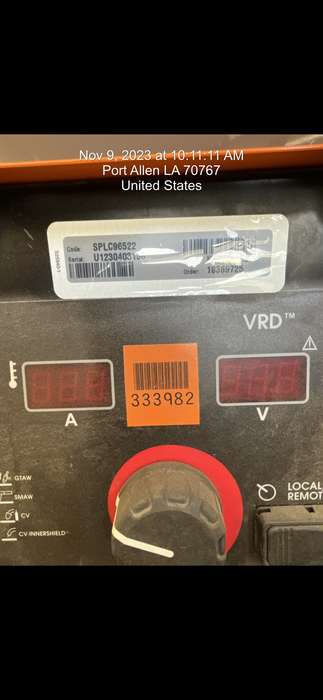 Nov 9, 2023 at 10:11:11 AM
Port Allen LA 70767
United States
Code: SPLC96522
Serial:
Order: 18389725
VRD™
333982
A
V
GTAW
SMAW
CV
CV-INNERSHIELD®
LOCAL
REMOT